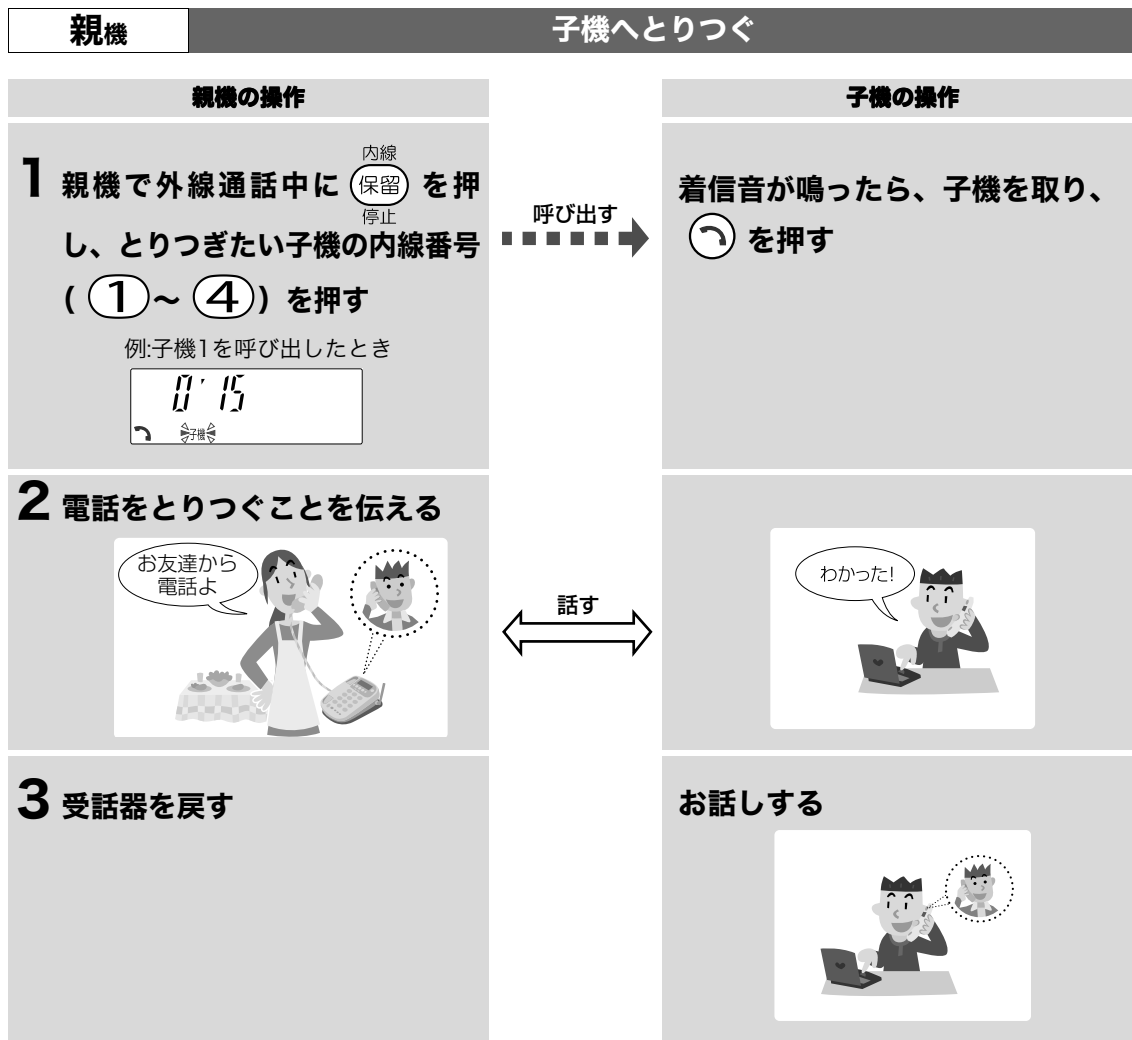 親機
子機へとりつぐ
親機の操作
子機の操作
1 親機で外線通話中に 内線 保留 停止 を押
し、とりつぎたい子機の内線番号
( 1 ～ 4 ) を押す
例:子機1を呼び出したとき
0' 15
子機
呼び出す
着信音が鳴ったら、子機を取り、
を押す
2 電話をとりつぐことを伝える
お友達から
電話よ
話す
わかった!
3 受話器を戻す
お話しする